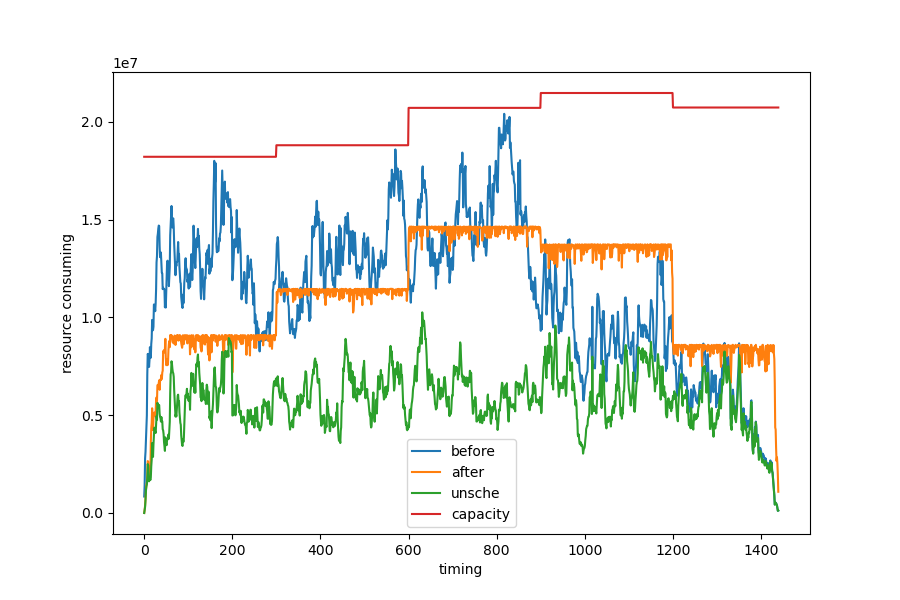 1e7
2.0
1.5
1.0
0.5
0.0
resource consuming
0 200 400 600 800 1000 1200 1400
timing
before
after
unsche
capacity